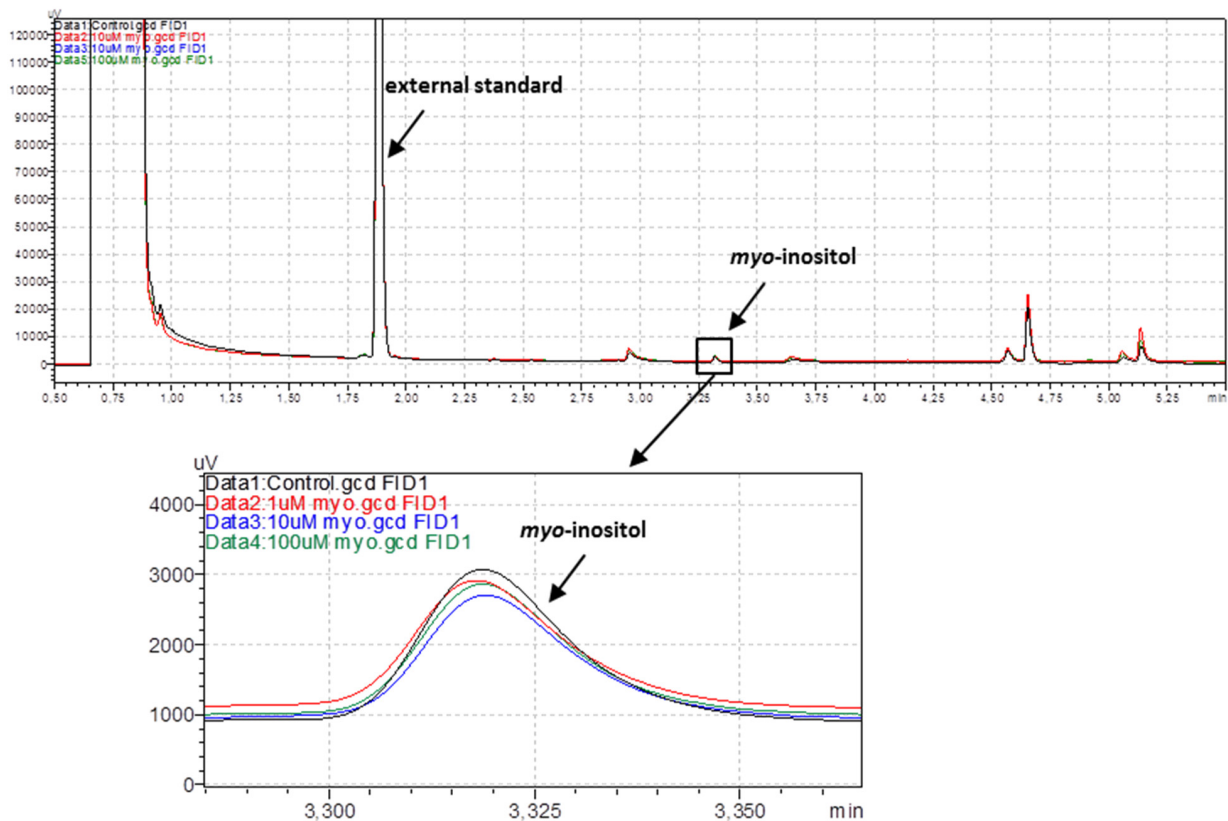 uV
Data1:Control.gcd FID1
120000
Data2:10uM myo.gcd FID1
Data3:10uM myo.gcd FID1
110000
Data5:100uM myo.gcd FID1
100000
90000
80000
70000
60000
50000
40000
30000
20000
10000
0
external standard
myo-inositol
0.50 0,75 1,00 1,25 1,50 1,75 2,00 2,25 2,50 2,75 3,00 3,25 3,50 3,75 4,00 4,25 4,50 4,75 5,00 5,25 min
uV
Data1:Control.gcd FID1
Data2:1uM myo.gcd FID1
Data3:10uM myo.gcd FID1
Data4:100uM myo.gcd FID1
myo-inositol
4000
3000
2000
1000
0
3,300 3,325 3,350 min